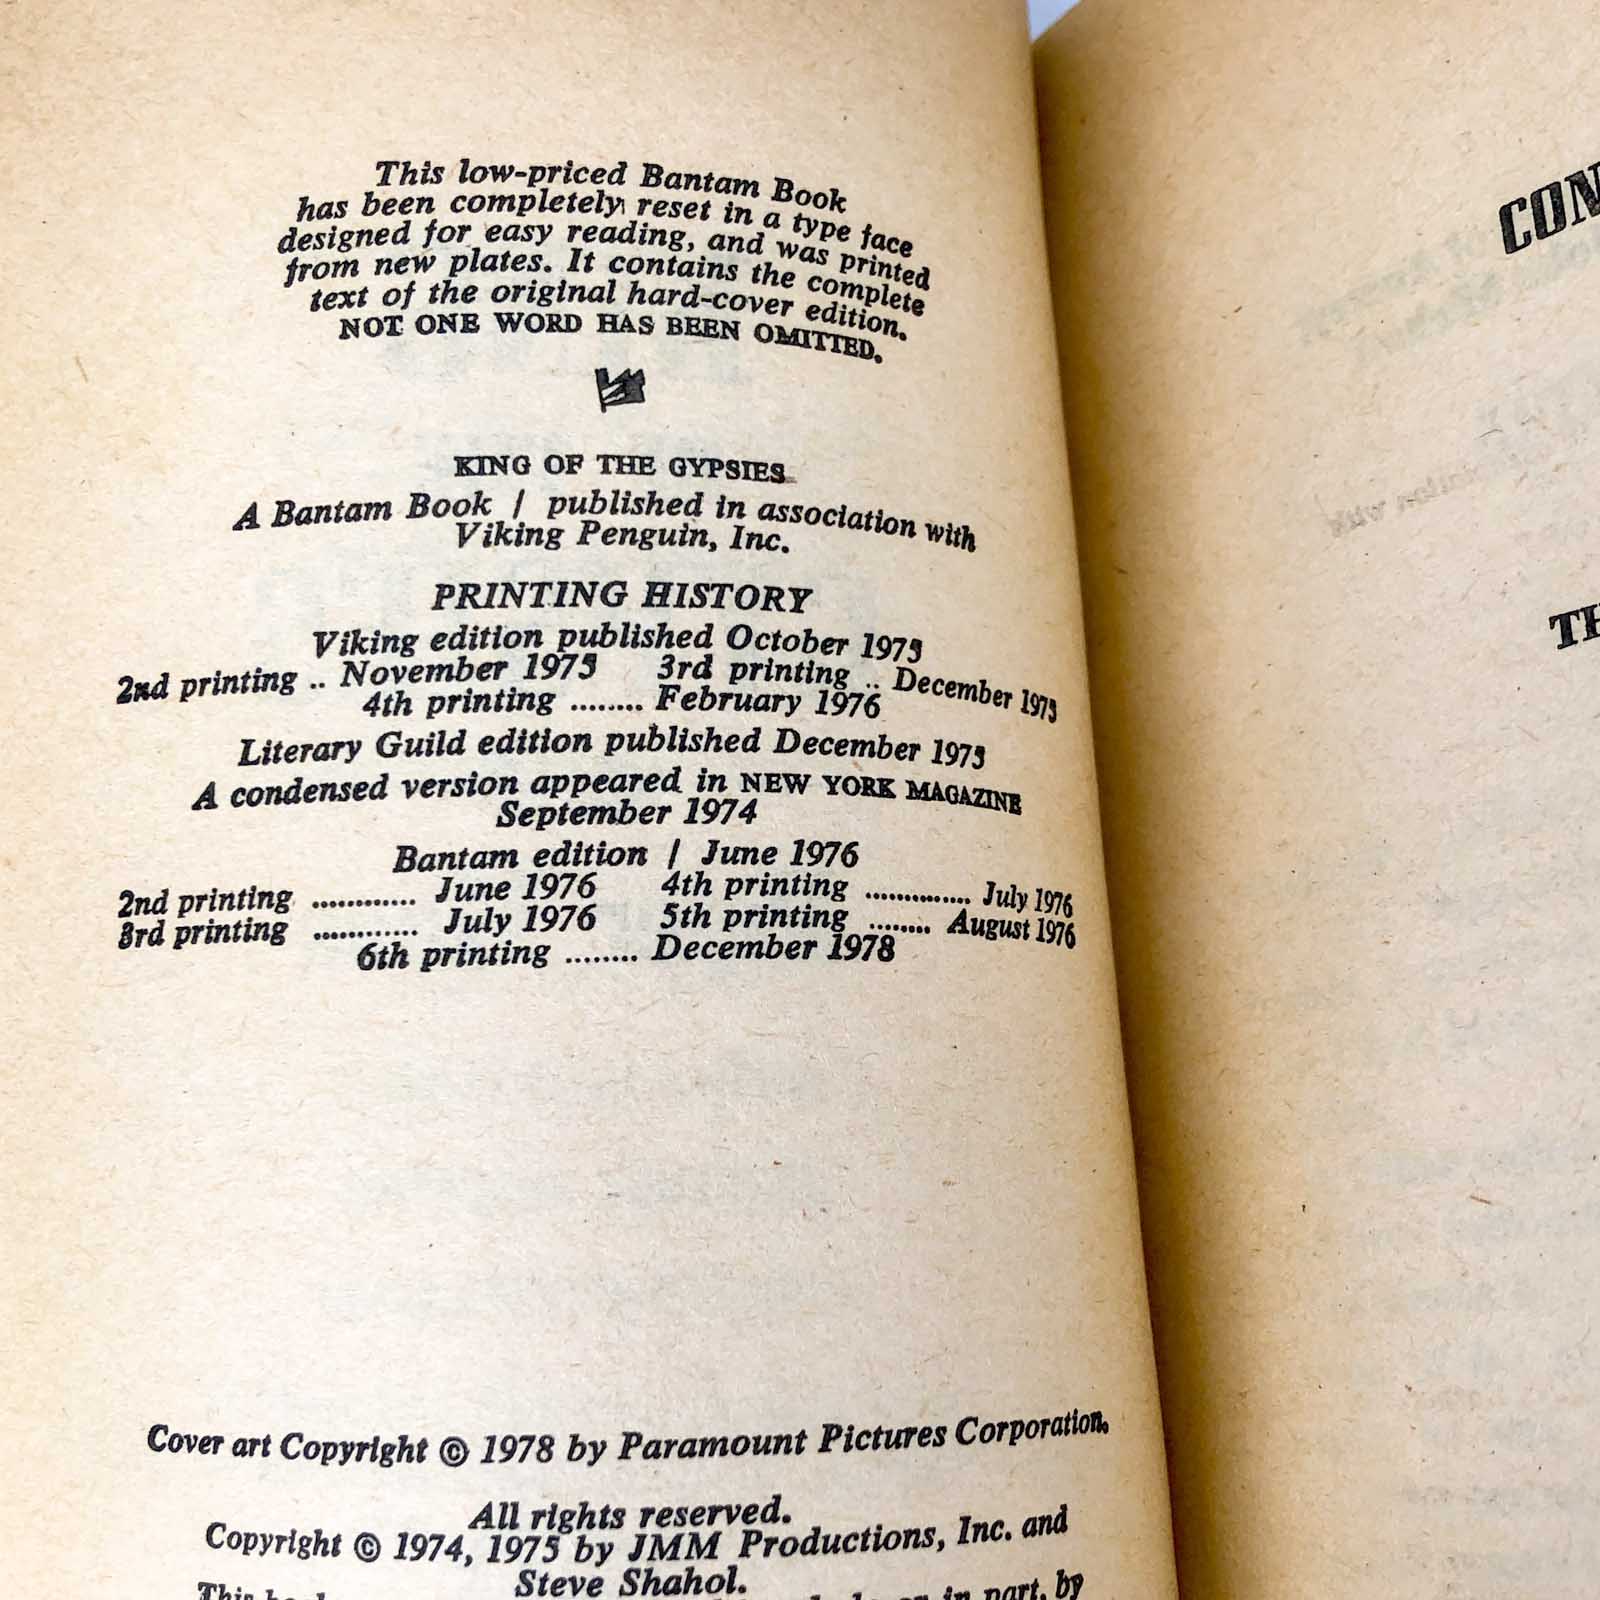 This low-priced Bantam Book
has been completely reset in a type face
designed for easy reading, and was printed
from new plates. It contains the complete
text of the original hard-cover edition.
NOT ONE WORD HAS BEEN OMITTED.
KING OF THE GYPSIES
A Bantam Book / published in association with
Viking Penguin, Inc.
PRINTING HISTORY
Viking edition published October 1975
2nd printing .. November 1975 3rd printing .. December 1975
4th printing ........ February 1976
Literary Guild edition published December 1975
A condensed version appeared in NEW YORK MAGAZINE
September 1974
Bantam edition / June 1976
2nd printing ............ June 1976 4th printing .............. July 1976
3rd printing ............ July 1976 5th printing ........ August 1976
6th printing ........ December 1978
Cover art Copyright © 1978 by Paramount Pictures Corporation.
All rights reserved.
Copyright © 1974, 1975 by JMM Productions, Inc. and
Steve Shahol.
This book or in part, by
CON
TH